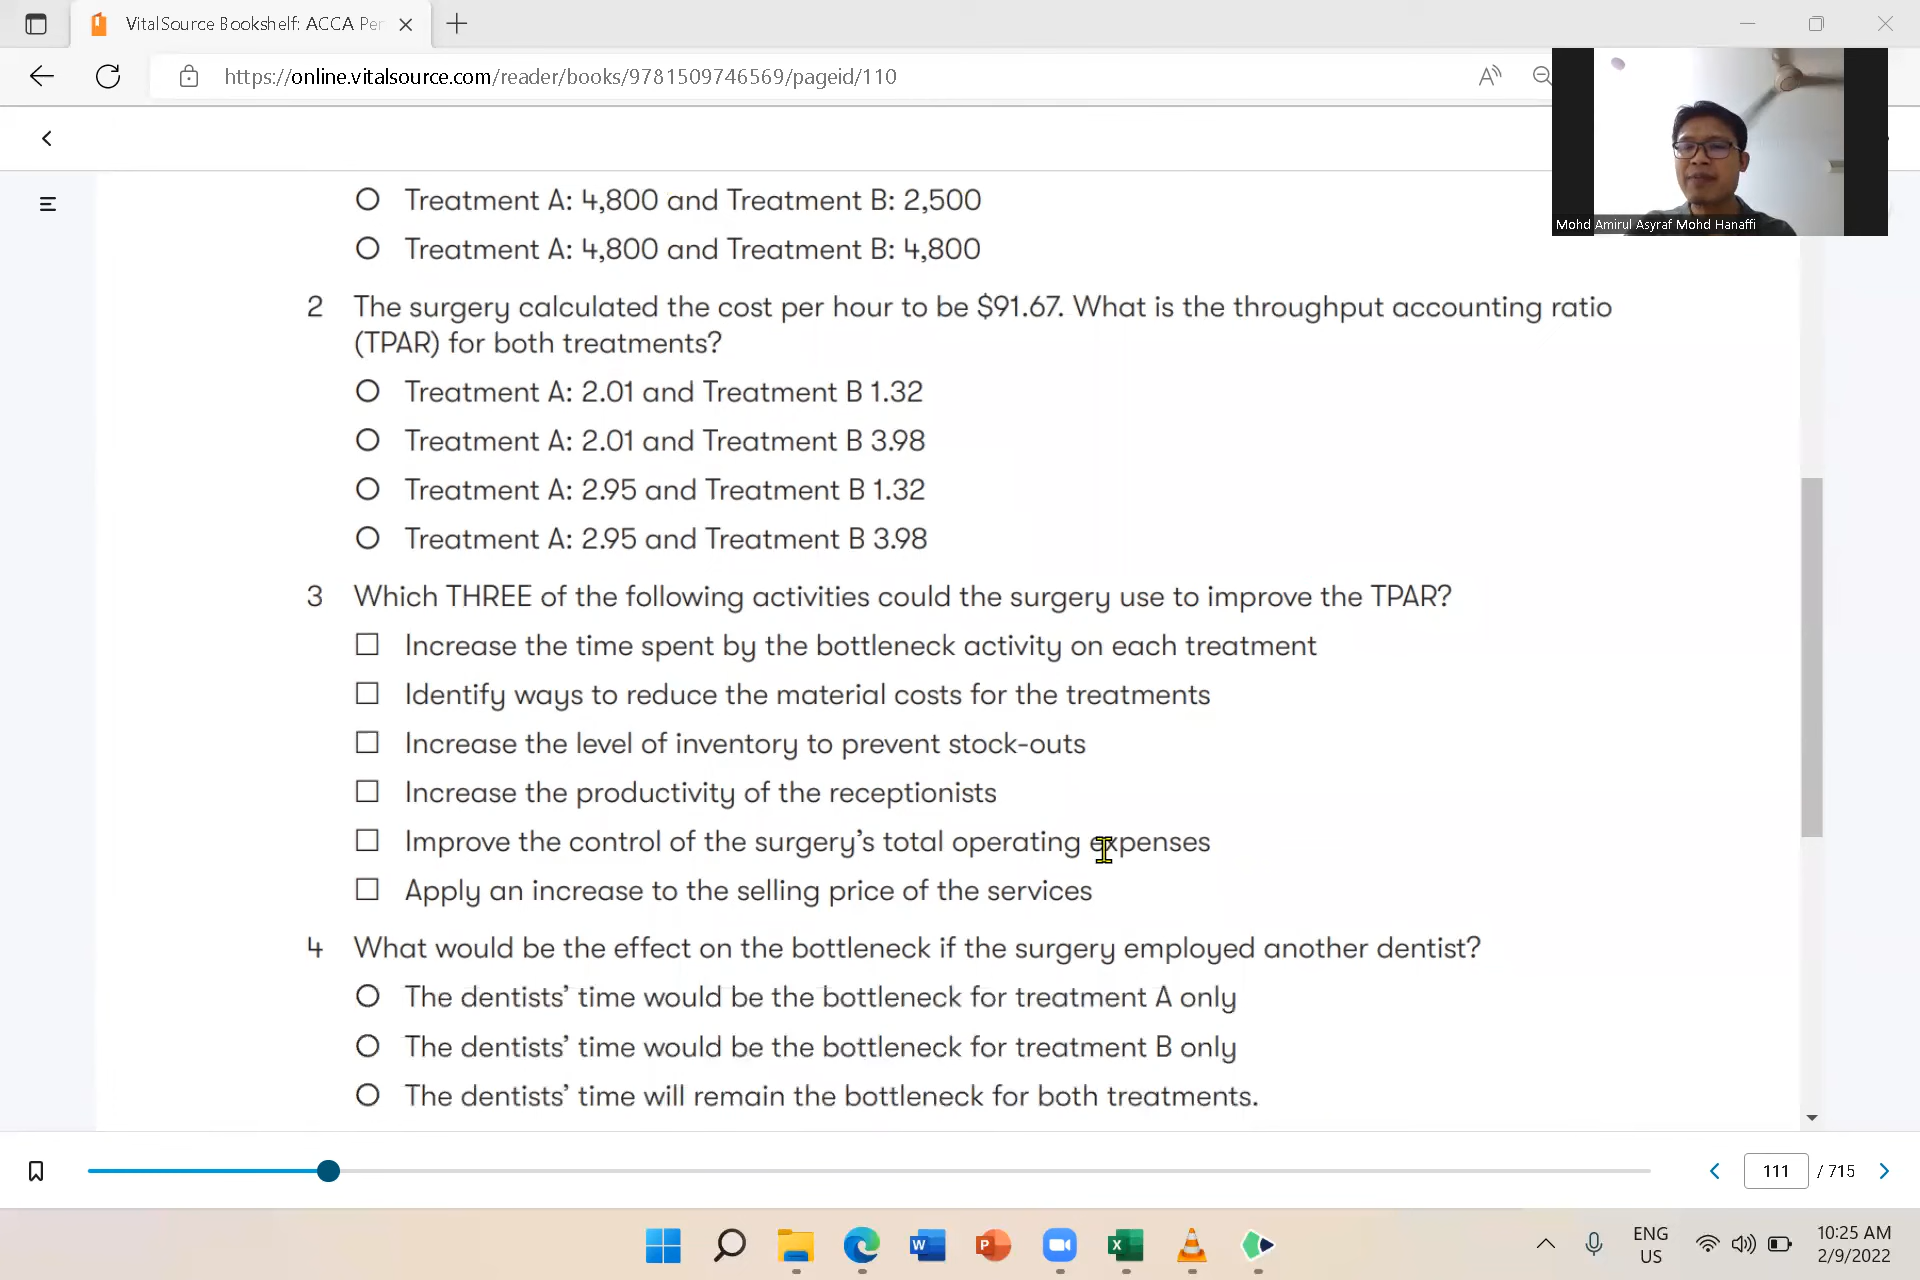 VitalSource Bookshelf: ACCA Per
https://online.vitalsource.com/reader/books/9781509746569/pageid/110
Mohd Amirul Asyraf Mohd Hanaffi
Treatment A: 4,800 and Treatment B: 2,500
Treatment A: 4,800 and Treatment B: 4,800
2 The surgery calculated the cost per hour to be $91.67. What is the throughput accounting ratio
(TPAR) for both treatments?
Treatment A: 2.01 and Treatment B 1.32
Treatment A: 2.01 and Treatment B 3.98
Treatment A: 2.95 and Treatment B 1.32
Treatment A: 2.95 and Treatment B 3.98
3 Which THREE of the following activities could the surgery use to improve the TPAR?
Increase the time spent by the bottleneck activity on each treatment
Identify ways to reduce the material costs for the treatments
Increase the level of inventory to prevent stock-outs
Increase the productivity of the receptionists
Improve the control of the surgery's total operating expenses
Apply an increase to the selling price of the services
4 What would be the effect on the bottleneck if the surgery employed another dentist?
The dentists' time would be the bottleneck for treatment A only
The dentists' time would be the bottleneck for treatment B only
The dentists' time will remain the bottleneck for both treatments.
111 / 715
ENG
US
10:25 AM
2/9/2022